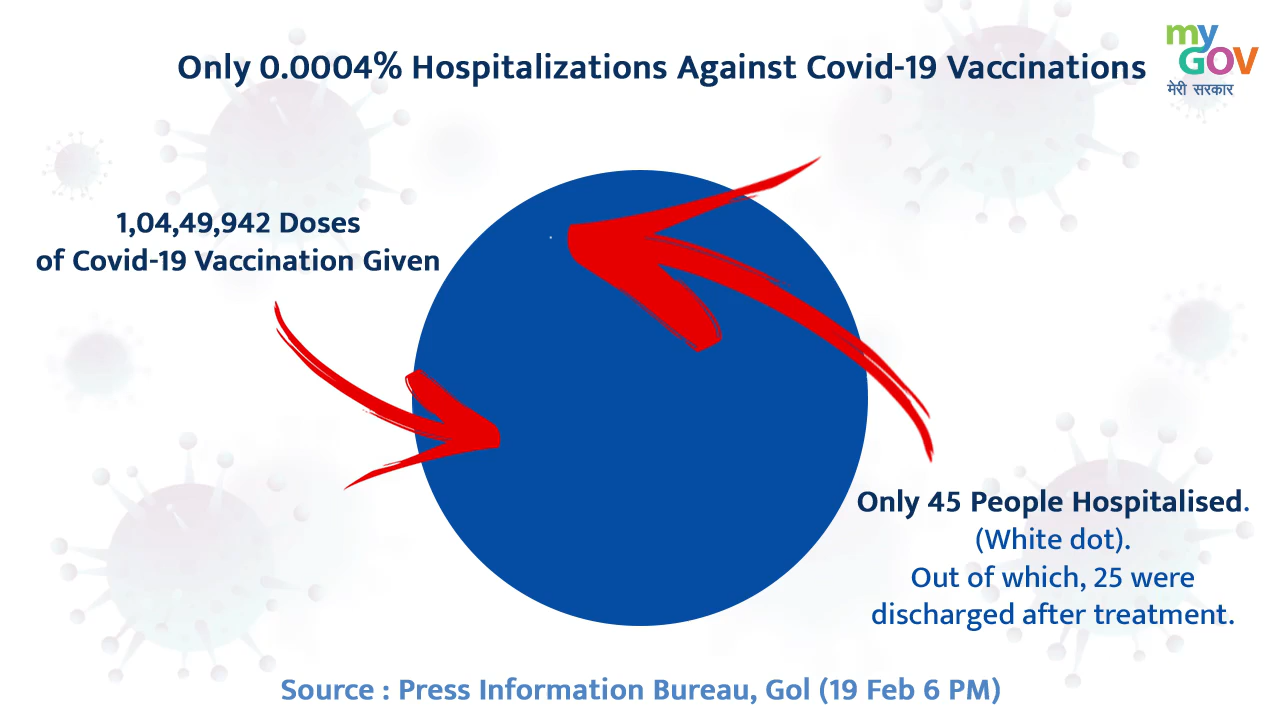 Only 0.0004% Hospitalizations Against Covid-19 Vaccinations
my
GOV
मेरी सरकार
1,04,49,942 Doses
of Covid-19 Vaccination Given
Only 45 People Hospitalised.
(White dot).
Out of which, 25 were
discharged after treatment.
Source : Press Information Bureau, GoI (19 Feb 6 PM)